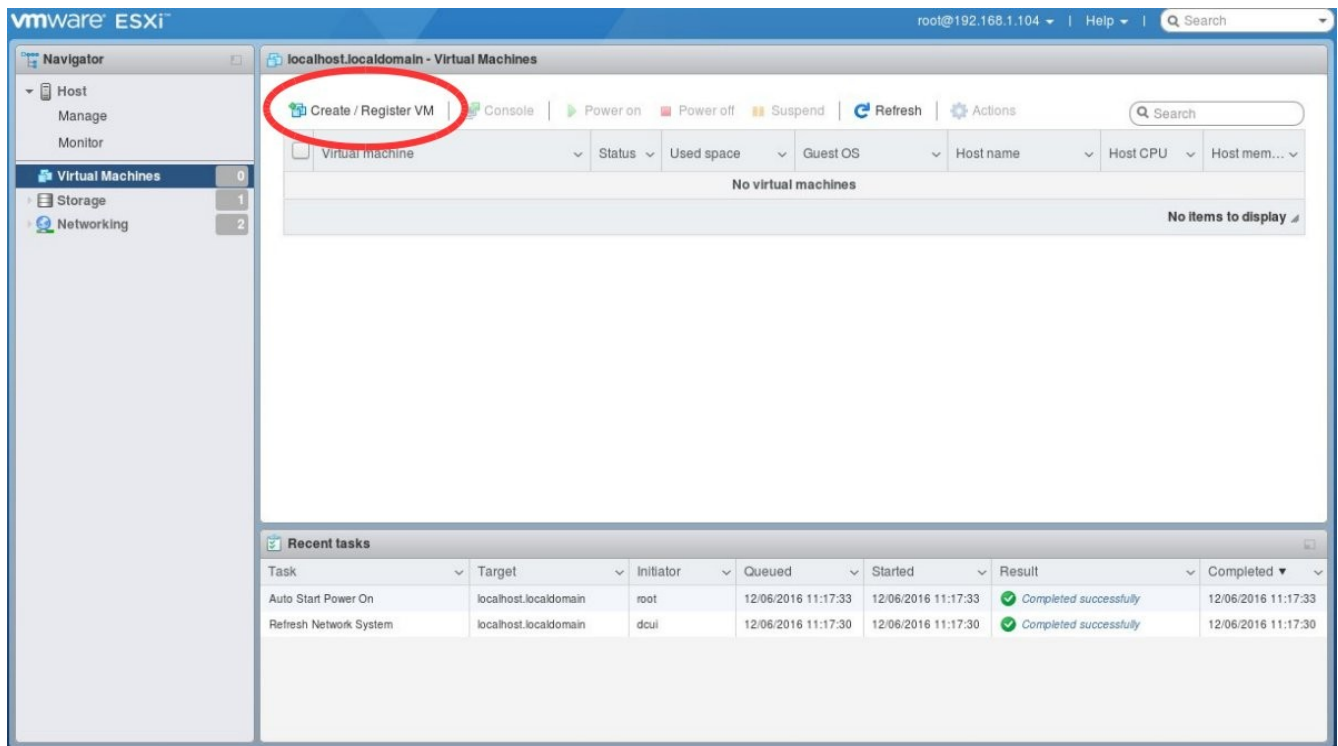 vmware ESXi™
root@192.168.1.104 | Help | Search
Navigator
Host
Manage
Monitor
Virtual Machines 0
Storage 1
Networking 2
localhost.localdomain - Virtual Machines
Create / Register VM | Console | Power on Power off Suspend | Refresh | Actions Search
Virtual machine Status Used space Guest OS Host name Host CPU Host mem...
No virtual machines
No items to display
Recent tasks
Task Target Initiator Queued Started Result Completed
Auto Start Power On localhost.localdomain root 12/06/2016 11:17:33 12/06/2016 11:17:33 Completed successfully 12/06/2016 11:17:33
Refresh Network System localhost.localdomain dcui 12/06/2016 11:17:30 12/06/2016 11:17:30 Completed successfully 12/06/2016 11:17:30